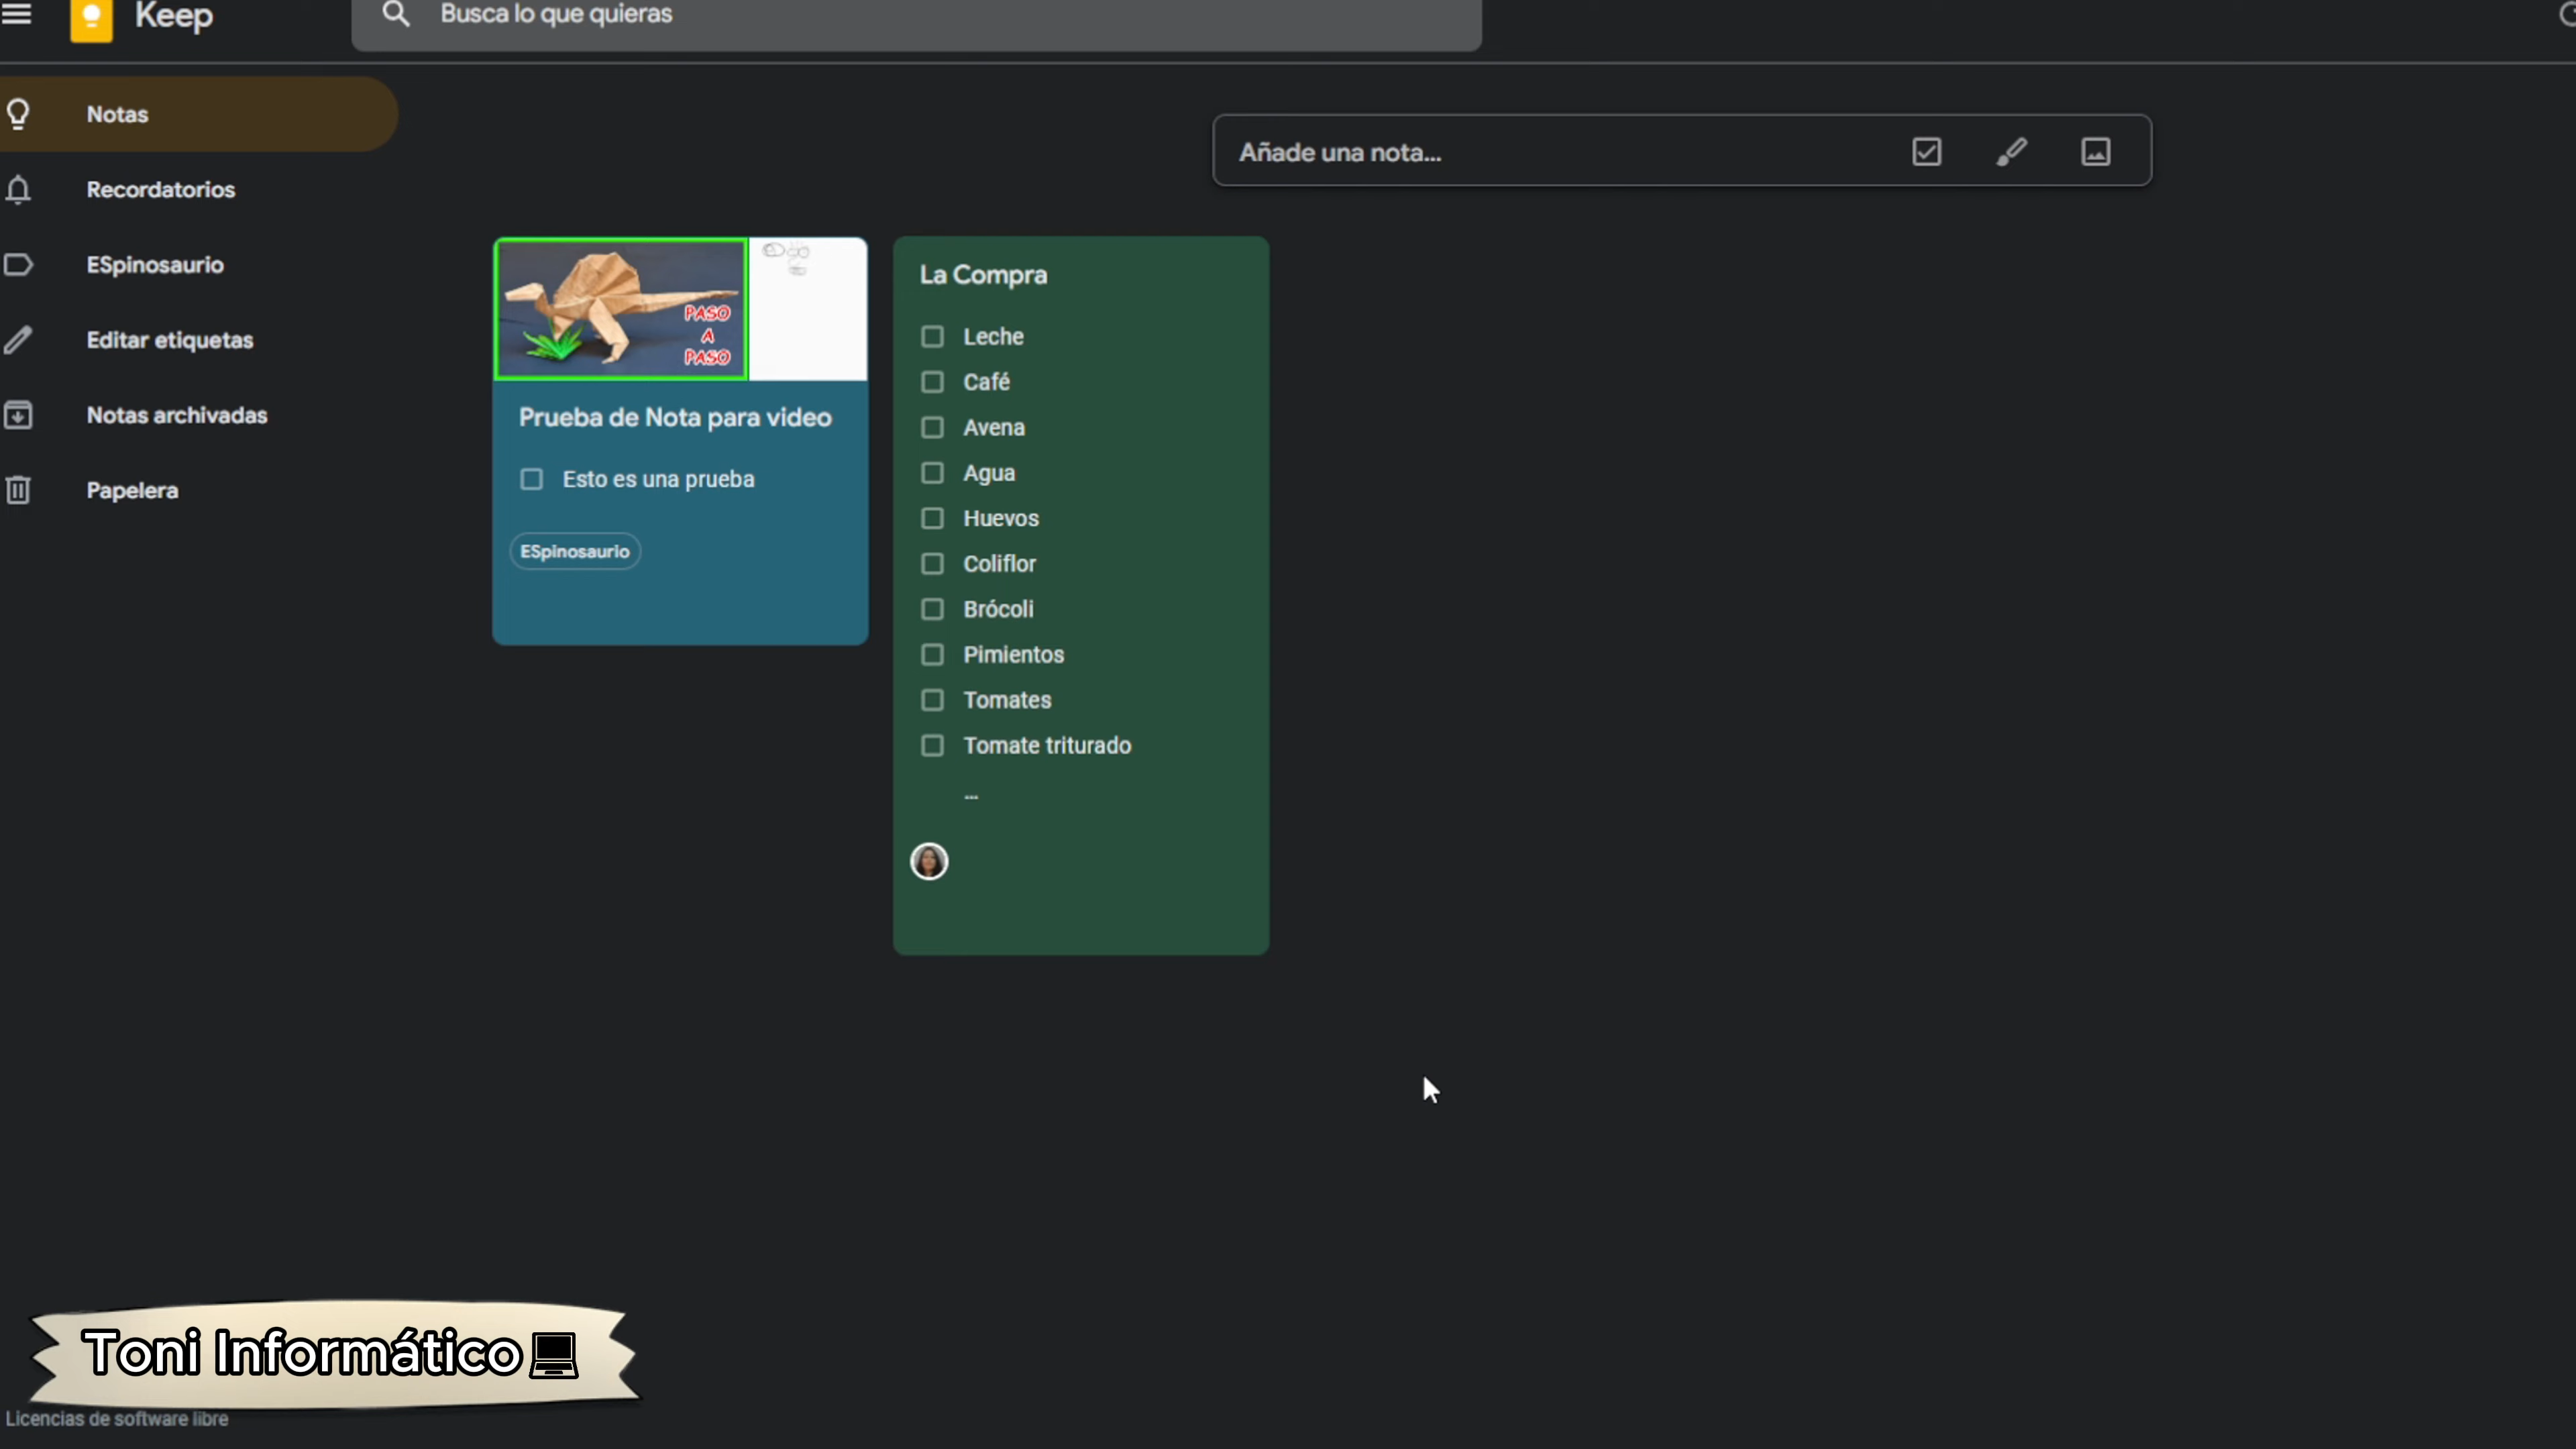 Keep
Busca lo que quieras
Notas
Recordatorios
ESpinosaurio
Editar etiquetas
Notas archivadas
Papelera
Añade una nota...
PASO
A
PASO
Prueba de Nota para video
Esto es una prueba
ESpinosaurio
La Compra
Leche
Café
Avena
Agua
Huevos
Coliflor
Brócoli
Pimientos
Tomates
Tomate triturado
...
Toni Informático
Licencias de software libre